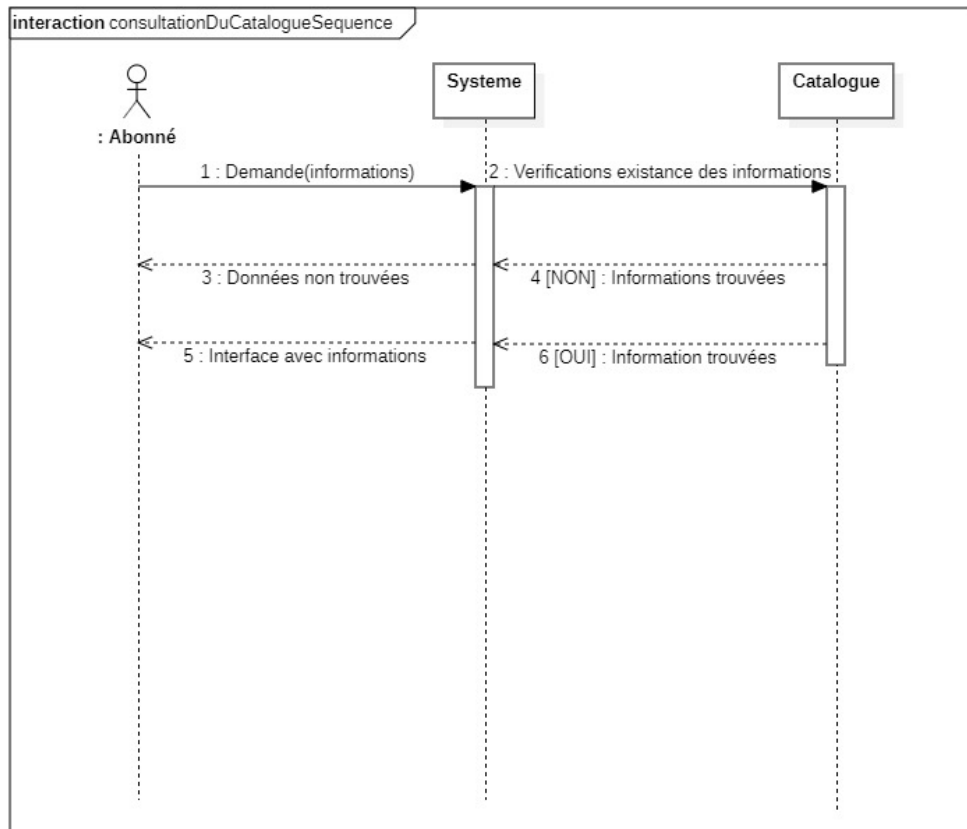 interaction consultationDuCatalogueSequence
Systeme
Catalogue
: Abonné
1 : Demande(informations)
2 : Verifications existance des informations
3 : Données non trouvées
4 [NON] : Informations trouvées
5 : Interface avec informations
6 [OUI] : Information trouvées